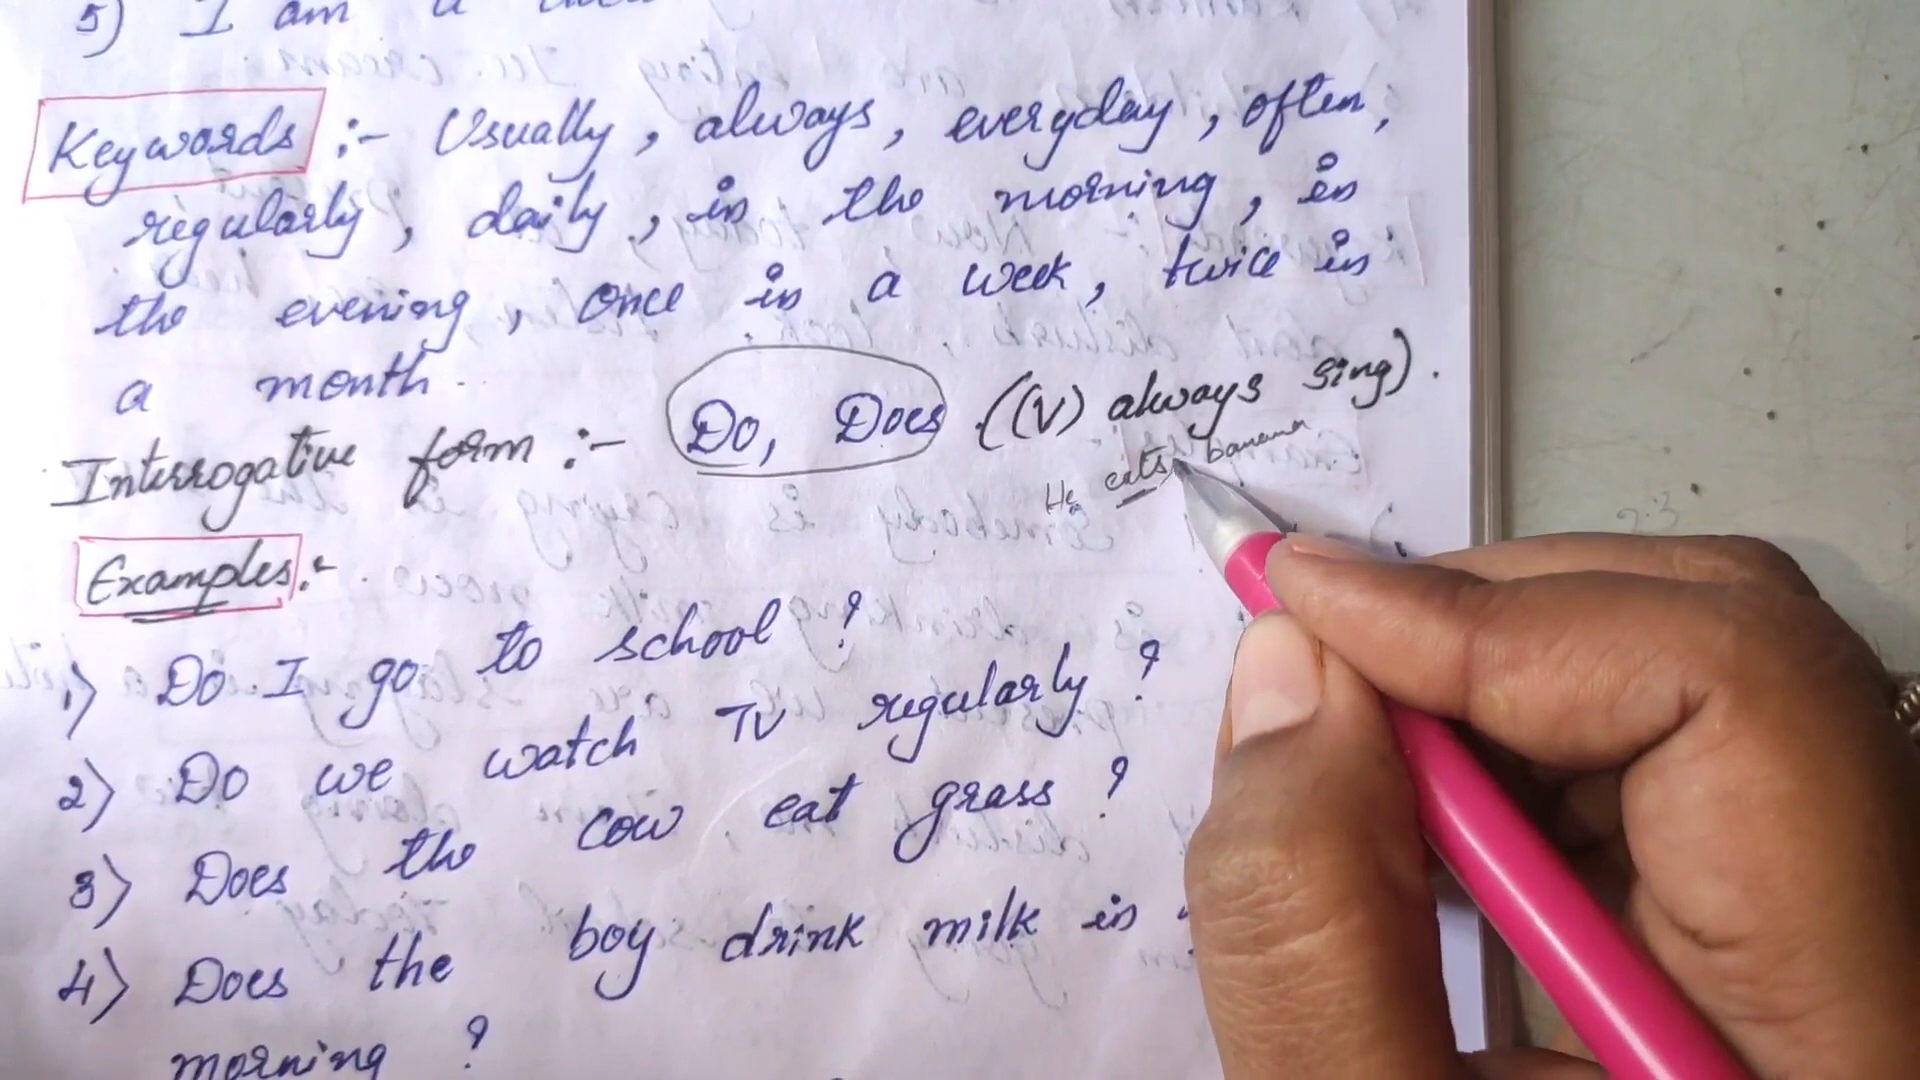 5) I am a
Keywords :- Usually, always, everyday, often,
regularly, daily, in the morning, in
the evening, once in a week, twice in
a month.
Interrogative form :- Do, Does ((V) always sing).
He eats banana
Examples :-
1) Do I go to school ?
2) Do we watch TV regularly ?
3) Does the cow eat grass ?
4) Does the boy drink milk in
morning ?